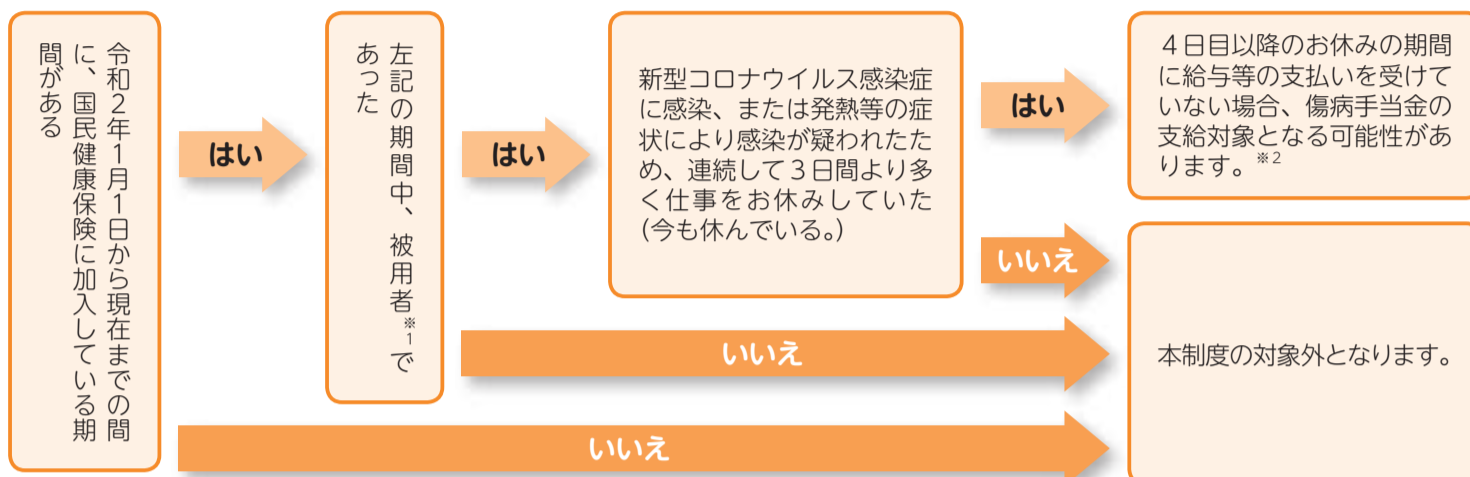 令和２年１月１日から現在までの間
に、国民健康保険に加入している期
間がある
はい
左記の期間中、被用者※1で
あった
はい
新型コロナウイルス感染症
に感染、または発熱等の症
状により感染が疑われたた
め、連続して３日間より多
く仕事をお休みしていた
（今も休んでいる。）
はい
４日目以降のお休みの期間
に給与等の支払いを受けて
いない場合、傷病手当金の
支給対象となる可能性があ
ります。※2
いいえ
いいえ
いいえ
本制度の対象外となります。